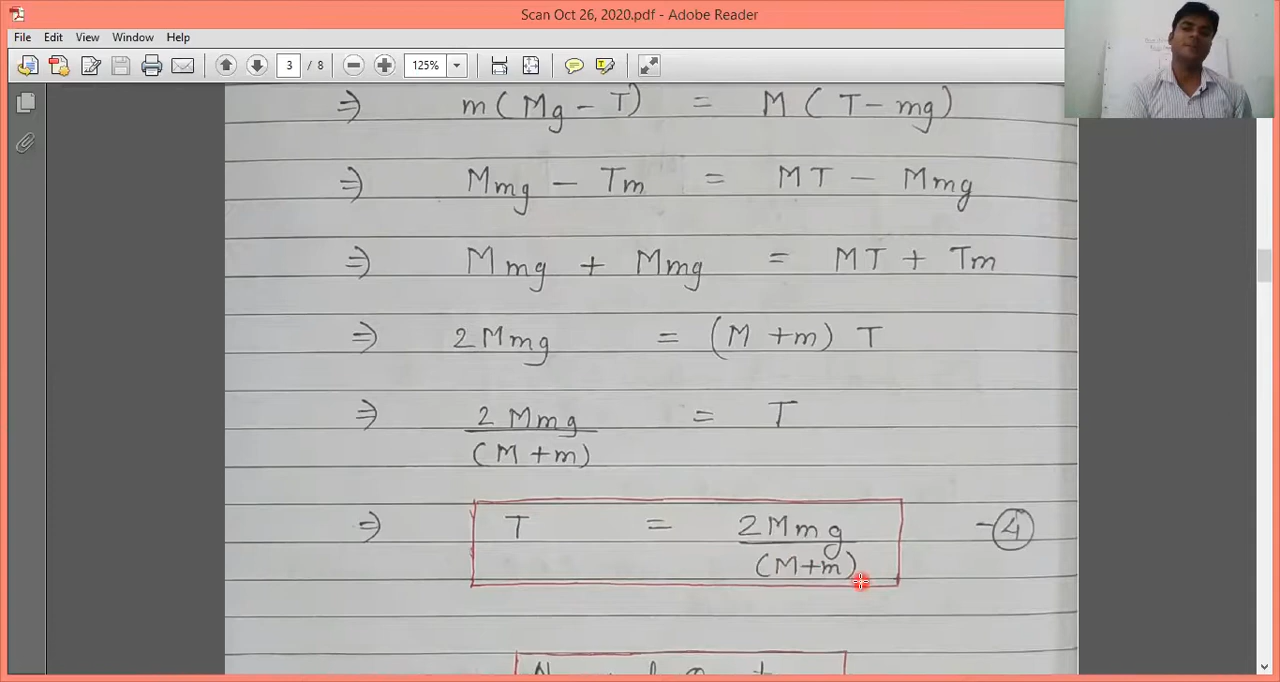 Scan Oct 26, 2020.pdf - Adobe Reader
File Edit View Window Help
3 / 8 125%
⇒ m(Mg - T) = M(T - mg)
⇒ Mmg - Tm = MT - Mmg
⇒ Mmg + Mmg = MT + Tm
⇒ 2Mmg = (M + m) T
⇒ 2Mmg / (M + m) = T
⇒ T = 2Mmg / (M+m) - 4